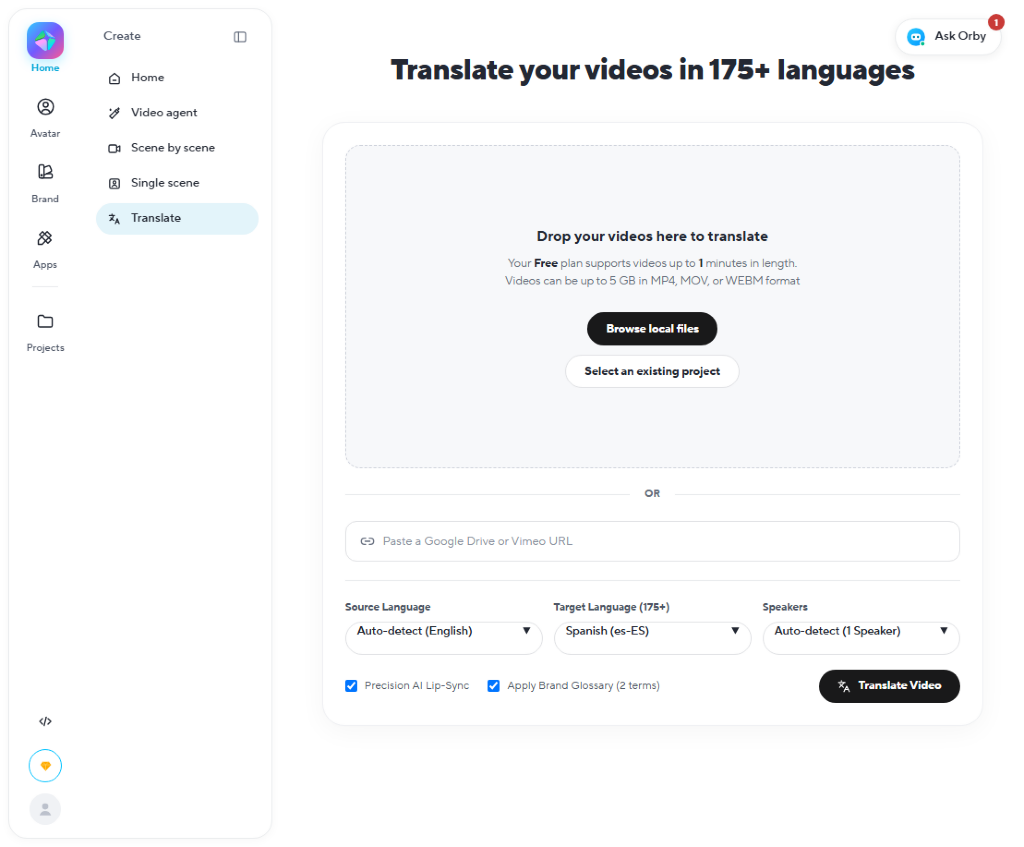 Home
Avatar
Brand
Apps
Projects
Create
Home
Video agent
Scene by scene
Single scene
Translate
Ask Orby
1
Translate your videos in 175+ languages
Drop your videos here to translate
Your Free plan supports videos up to 1 minutes in length.
Videos can be up to 5 GB in MP4, MOV, or WEBM format
Browse local files
Select an existing project
OR
Paste a Google Drive or Vimeo URL
Source Language
Auto-detect (English)
Target Language (175+)
Spanish (es-ES)
Speakers
Auto-detect (1 Speaker)
Precision AI Lip-Sync
Apply Brand Glossary (2 terms)
Translate Video